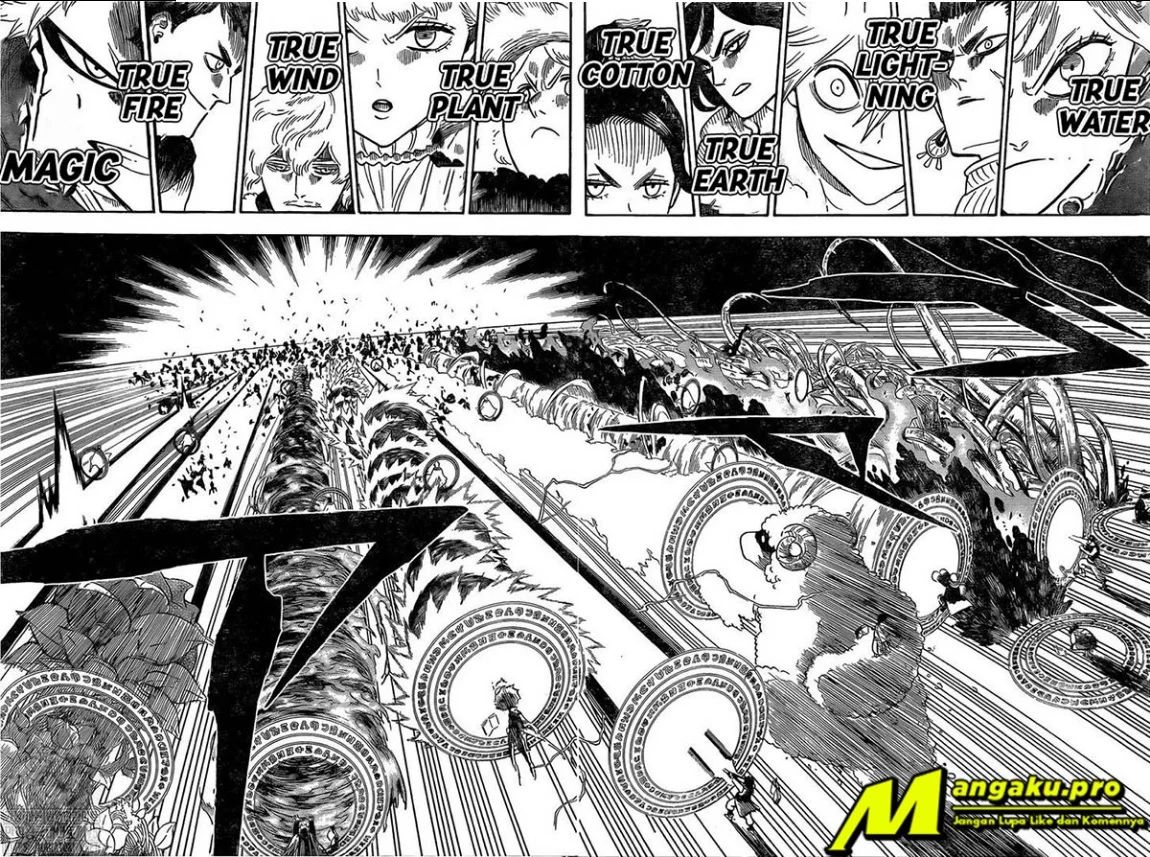 MAGIC
TRUE
FIRE
TRUE
WIND
TRUE
PLANT
TRUE
COTTON
TRUE
EARTH
TRUE
LIGHT-
NING
TRUE
WATER
Mangaku.pro
Jangan Lupa Like dan Komennya